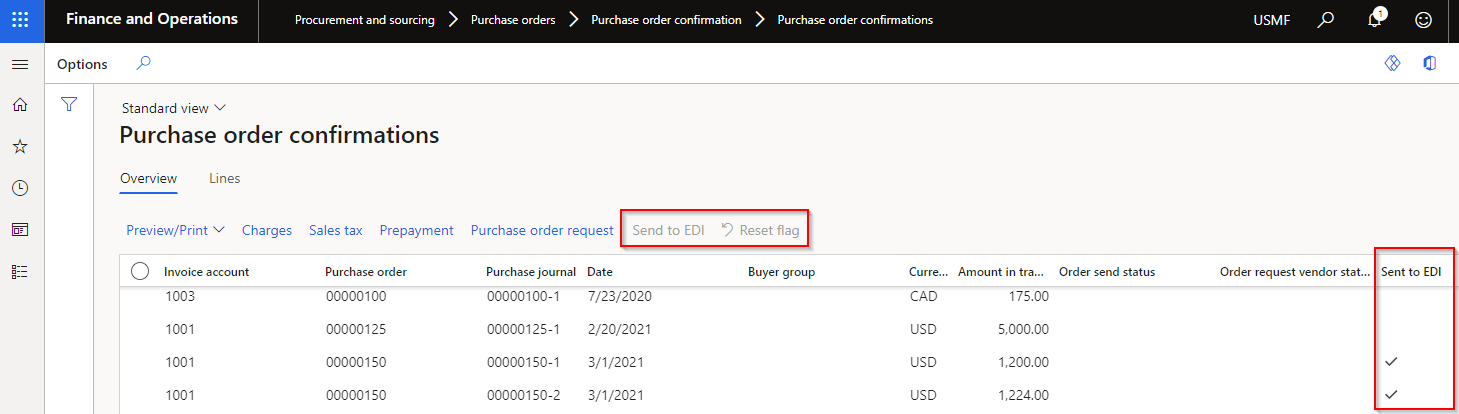 Finance and Operations Procurement and sourcing Purchase orders Purchase order confirmation Purchase order confirmations USMF 1
Options
Standard view
Purchase order confirmations
Overview Lines
Preview/Print Charges Sales tax Prepayment Purchase order request Send to EDI Reset flag
Invoice account Purchase order Purchase journal Date Buyer group Curre... Amount in tra... Order send status Order request vendor stat... Sent to EDI
1003 00000100 00000100-1 7/23/2020 CAD 175.00
1001 00000125 00000125-1 2/20/2021 USD 5,000.00
1001 00000150 00000150-1 3/1/2021 USD 1,200.00
1001 00000150 00000150-2 3/1/2021 USD 1,224.00